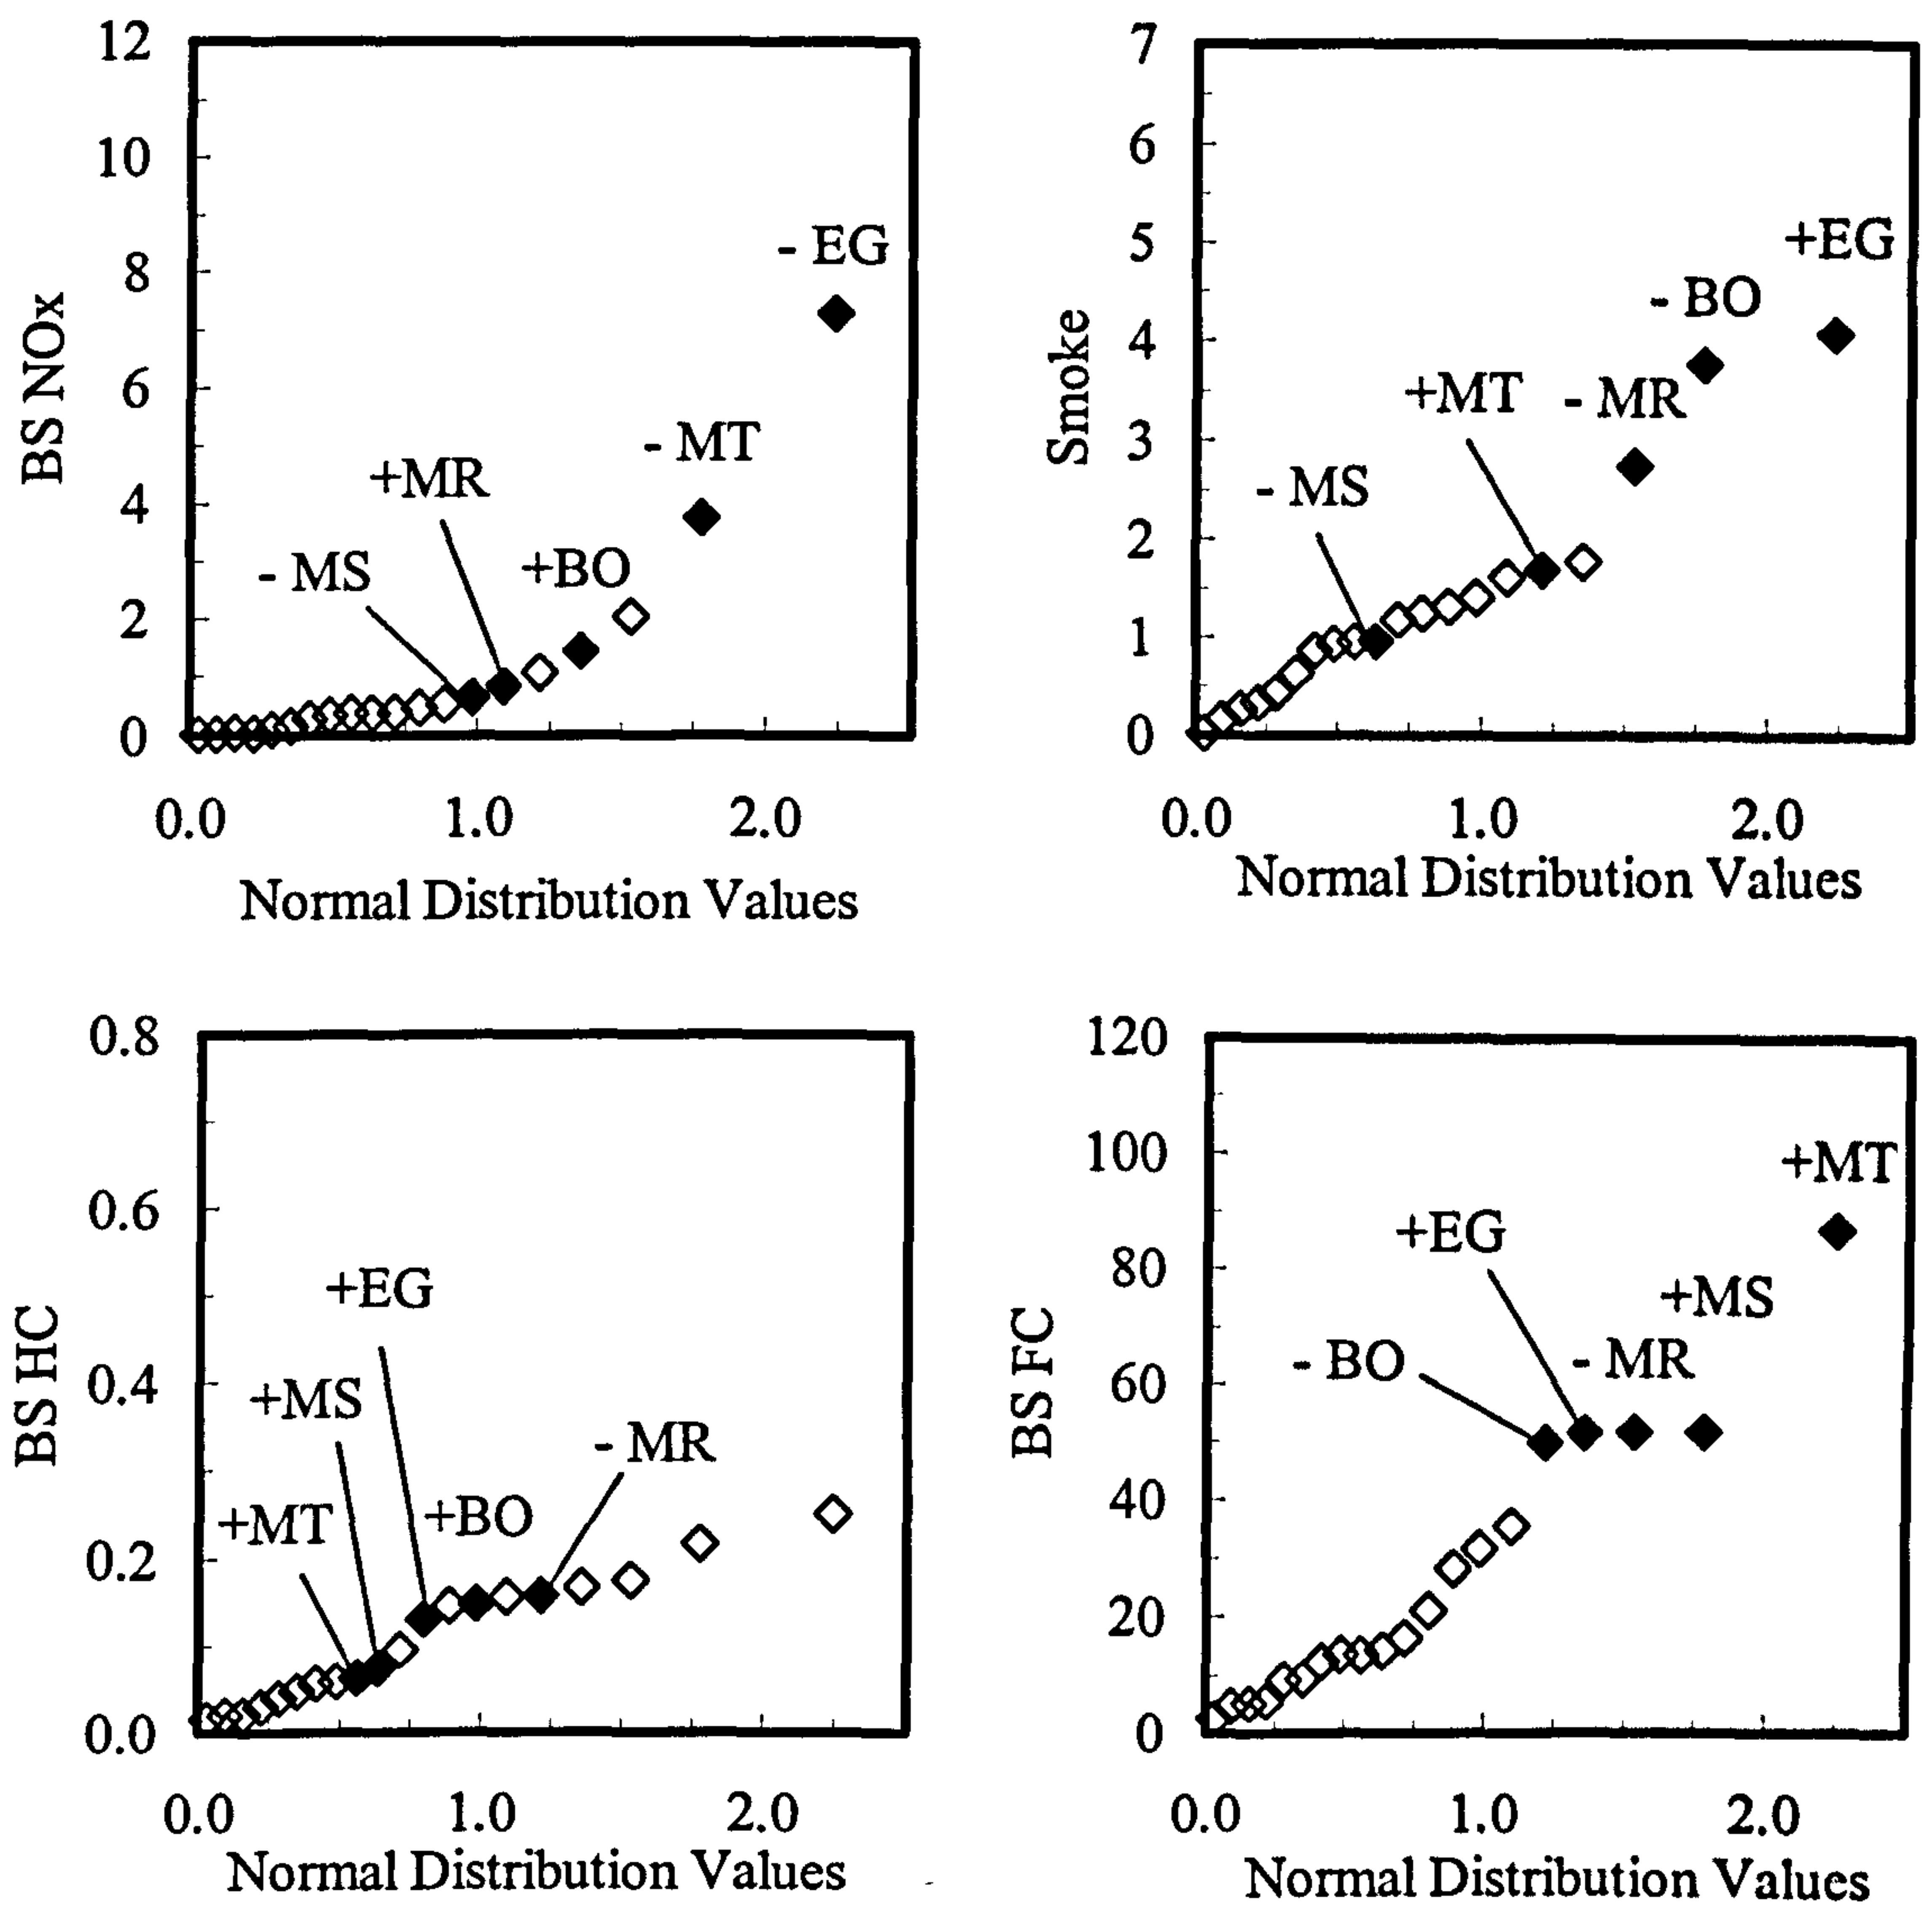 12
10
8
6
4
2
0
BS NOx
- EG
- MT
+MR
+BO
- MS
0.0 1.0 2.0
Normal Distribution Values
7
6
5
4
3
2
1
0
Smoke
+EG
- BO
+MT - MR
- MS
0.0 1.0 2.0
Normal Distribution Values
0.8
0.6
0.4
0.2
0.0
BS HC
+EG
+MS
- MR
+BO
+MT
0.0 1.0 2.0
Normal Distribution Values
120
100
80
60
40
20
0
BS FC
+MT
+EG
+MS
- BO - MR
0.0 1.0 2.0
Normal Distribution Values